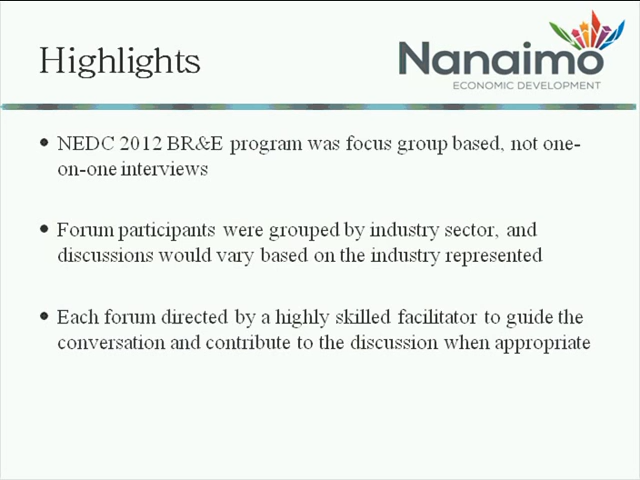 Highlights
Nanaimo
ECONOMIC DEVELOPMENT
• NEDC 2012 BR&E program was focus group based, not one-
on-one interviews
• Forum participants were grouped by industry sector, and
discussions would vary based on the industry represented
• Each forum directed by a highly skilled facilitator to guide the
conversation and contribute to the discussion when appropriate